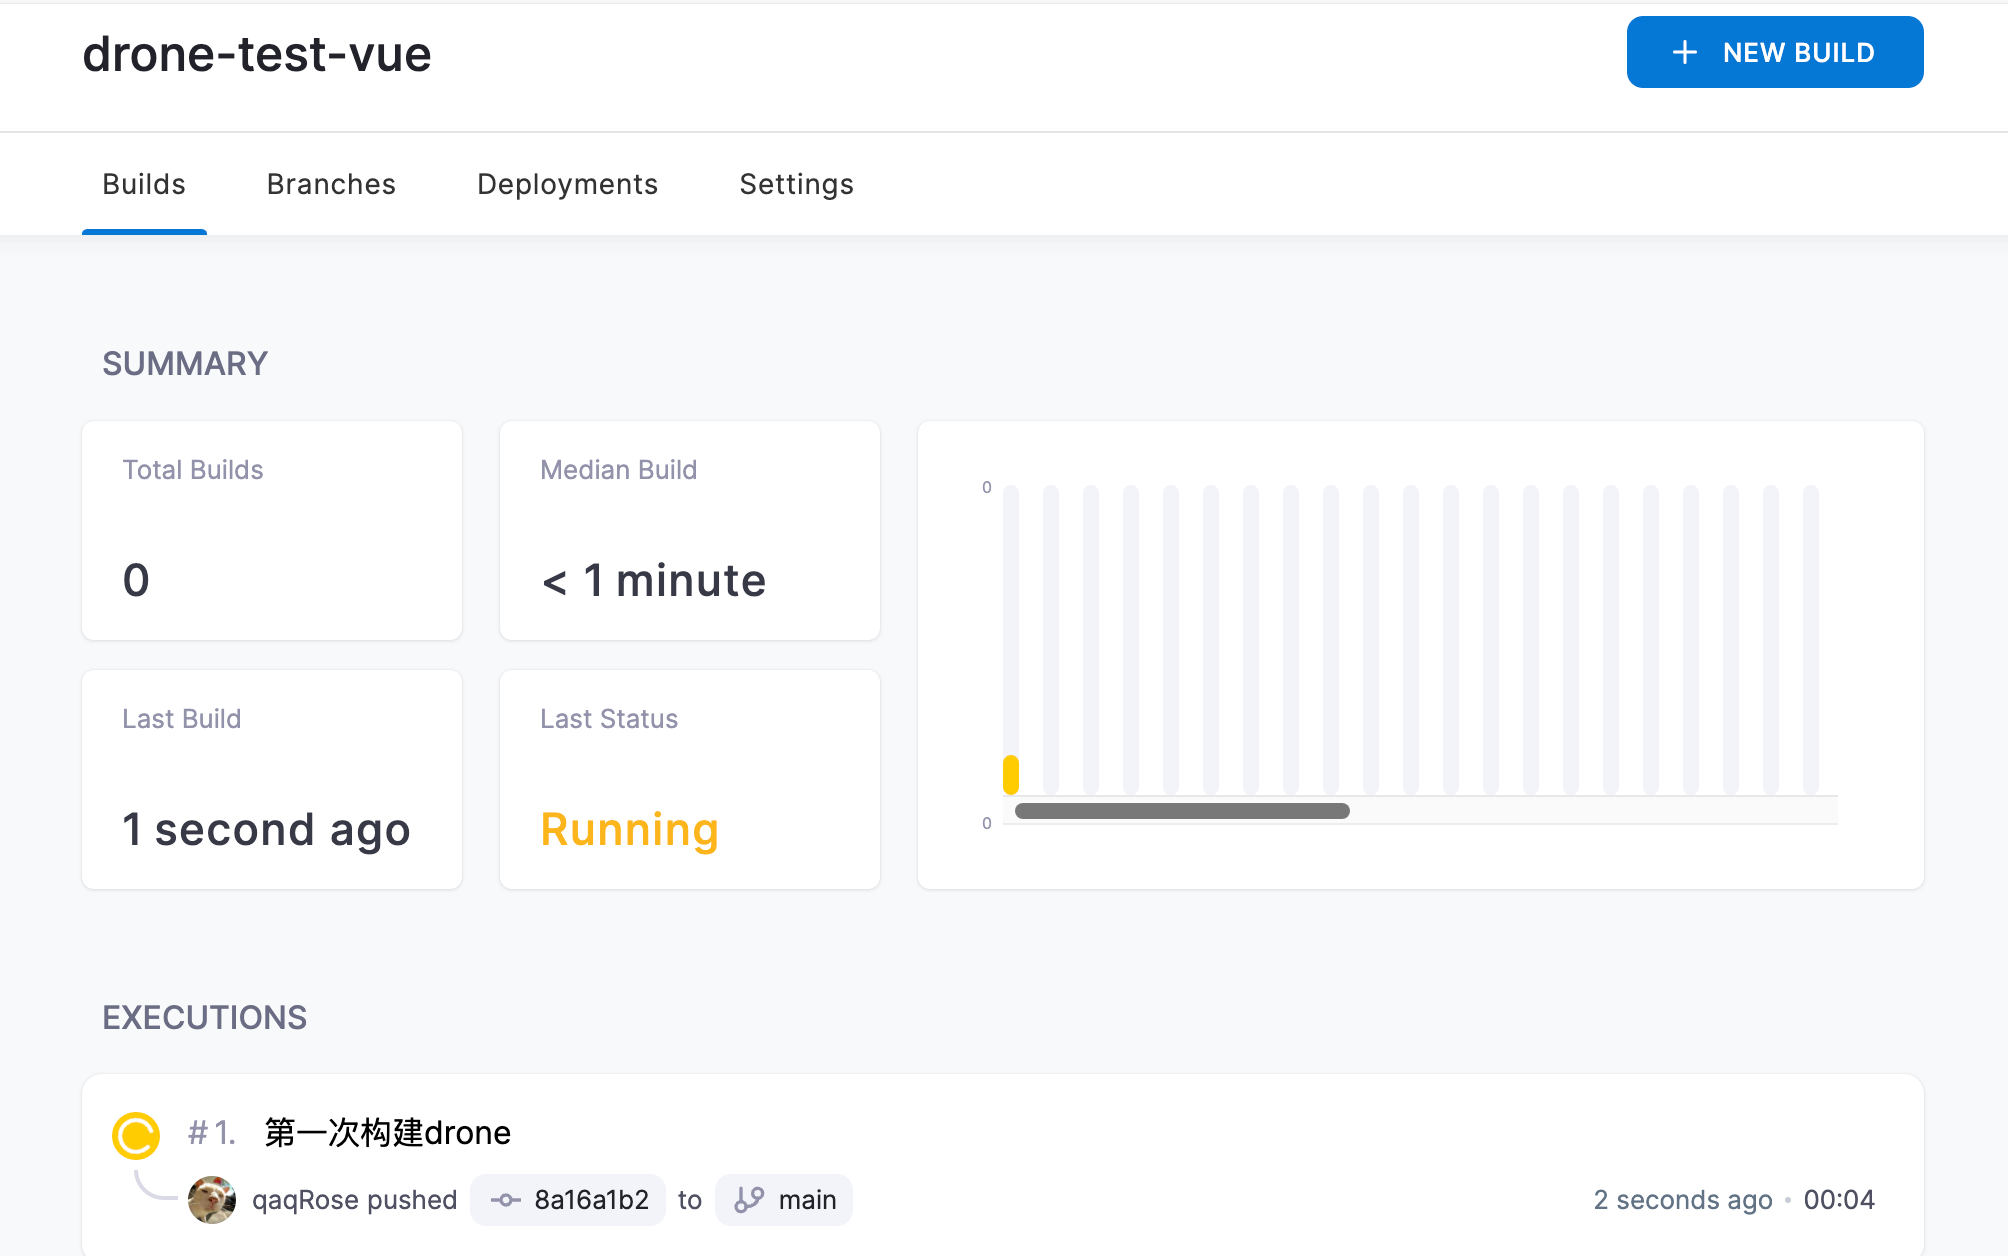 drone-test-vue
+ NEW BUILD
Builds Branches Deployments Settings
SUMMARY
Total Builds
0
Median Build
< 1 minute
Last Build
1 second ago
Last Status
Running
0
0
EXECUTIONS
#1. 第一次构建drone
qaqRose pushed 8a16a1b2 to main 2 seconds ago • 00:04